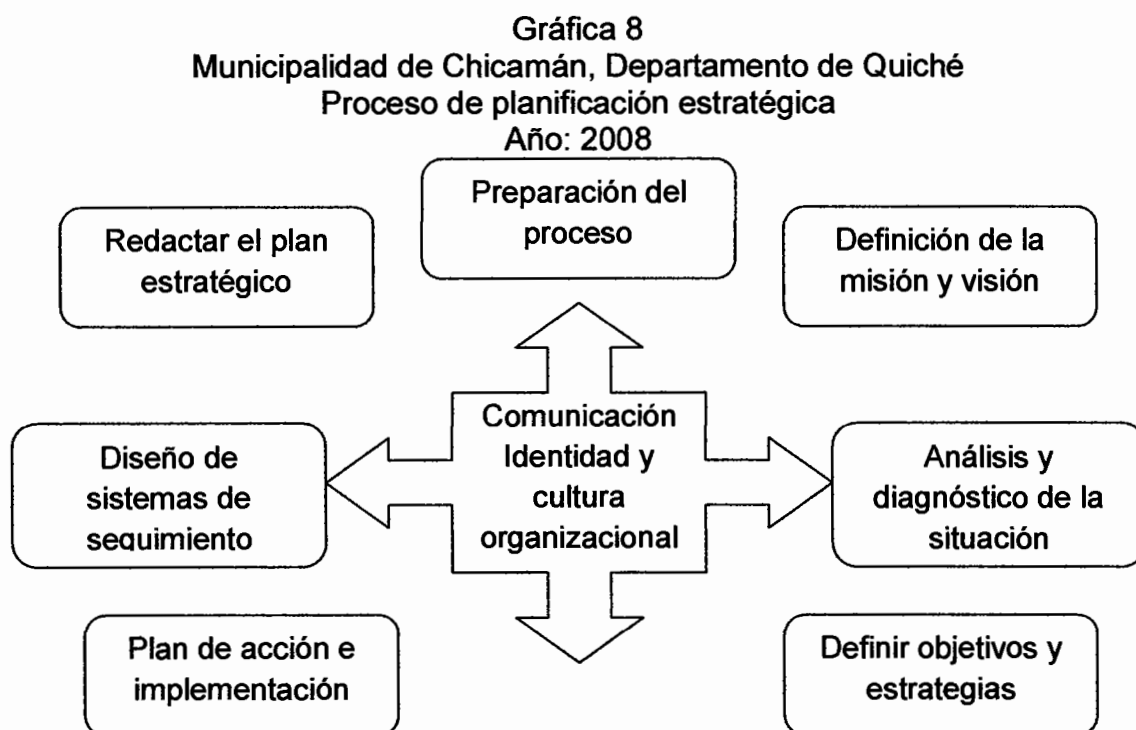 Gráfica 8
Municipalidad de Chicamán, Departamento de Quiché
Proceso de planificación estratégica
Año: 2008
Preparación del
proceso
Redactar el plan
estratégico
Definición de la
misión y visión
Comunicación
Identidad y
cultura
organizacional
Diseño de
sistemas de
seguimiento
Análisis y
diagnóstico de la
situación
Plan de acción e
implementación
Definir objetivos y
estrategias